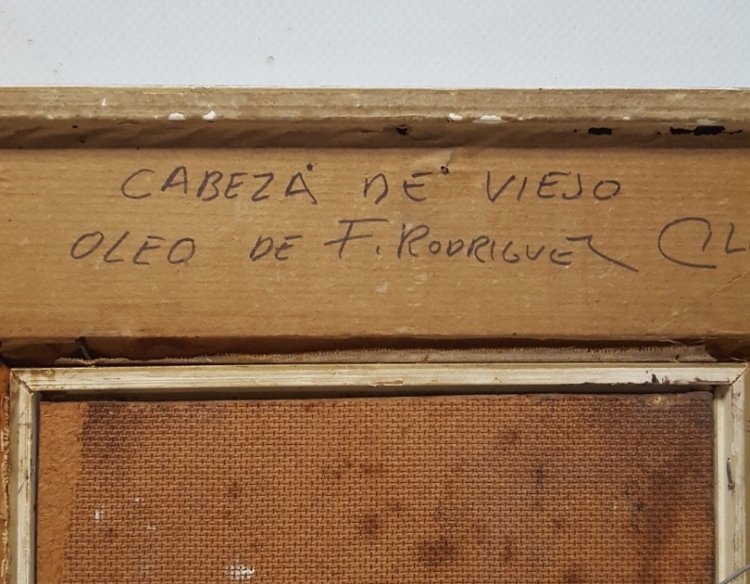 CABEZA DE VIEJO
OLEO DE F. RODRIGUEZ